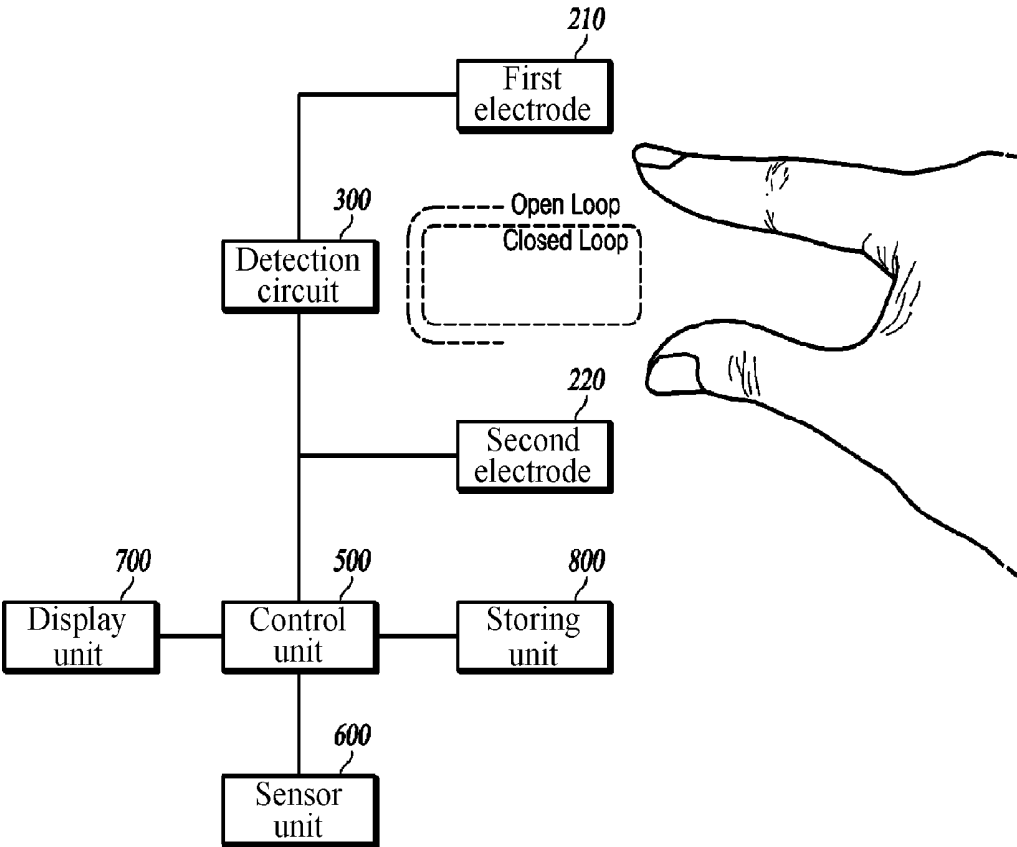 210
First
electrode
300
Open Loop
Closed Loop
Detection
circuit
220
Second
electrode
700
500
800
Display
unit
Control
unit
Storing
unit
600
Sensor
unit